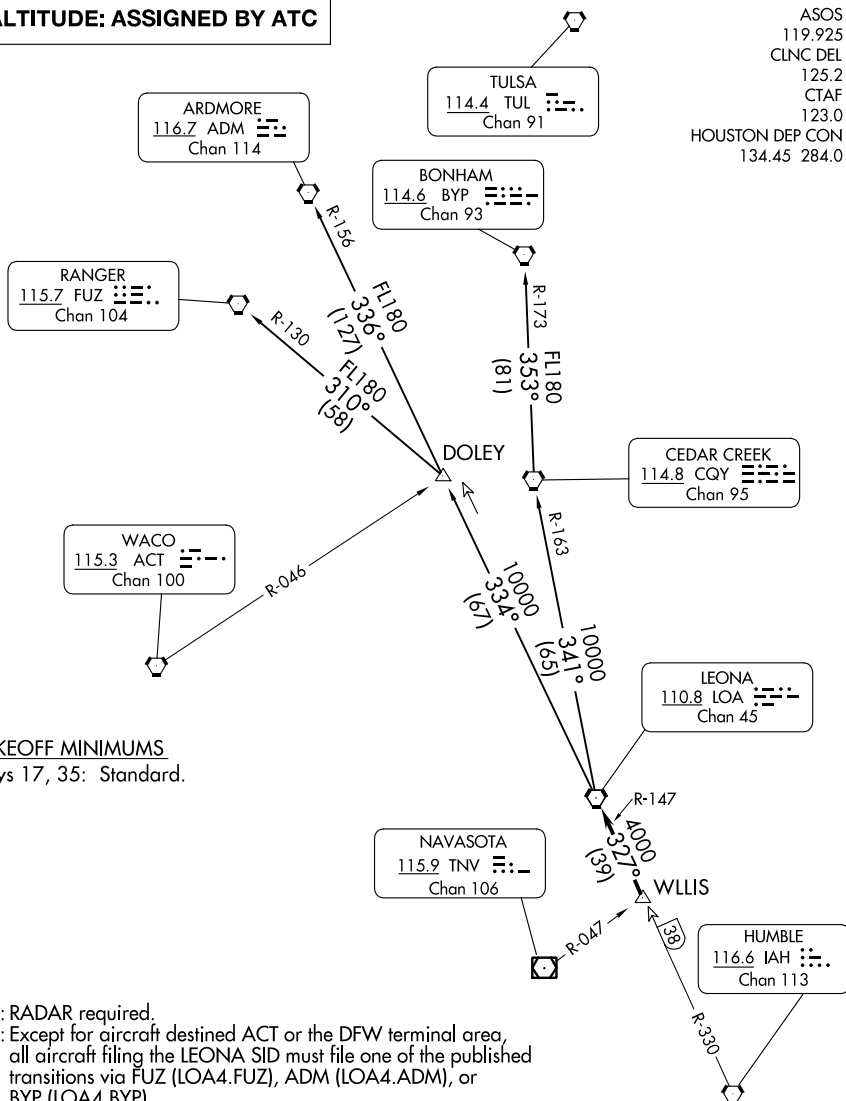 ALTITUDE: ASSIGNED BY ATC
ASOS
119.925
CLNC DEL
125.2
CTAF
123.0
HOUSTON DEP CON
134.45 284.0
TULSA
114.4 TUL
Chan 91
ARDMORE
116.7 ADM
Chan 114
BONHAM
114.6 BYP
Chan 93
RANGER
115.7 FUZ
Chan 104
R-156
FL180
336°
(127)
R-130
FL180
310°
(58)
R-173
FL180
353°
(81)
DOLEY
CEDAR CREEK
114.8 CQY
Chan 95
WACO
115.3 ACT
Chan 100
R-046
R-163
10000
334°
(67)
10000
341°
(65)
LEONA
110.8 LOA
Chan 45
KEOFF MINIMUMS
ys 17, 35: Standard.
R-147
4000
327°
(39)
NAVASOTA
115.9 TNV
Chan 106
WLLIS
R-047
38
HUMBLE
116.6 IAH
Chan 113
R-330
: RADAR required.
: Except for aircraft destined ACT or the DFW terminal area,
all aircraft filing the LEONA SID must file one of the published
transitions via FUZ (LOA4.FUZ), ADM (LOA4.ADM), or
BYP (LOA4.BYP)